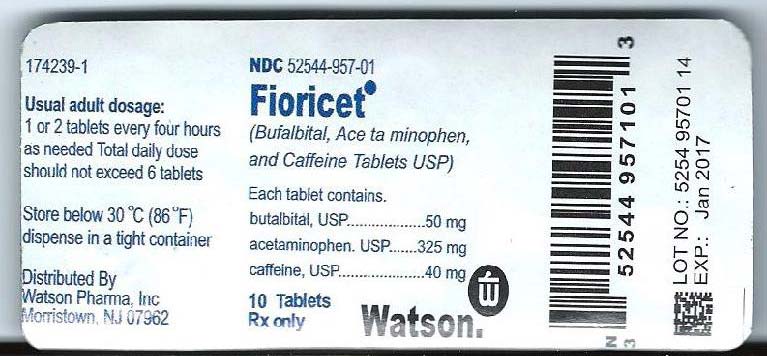 174239-1
Usual adult dosage:
1 or 2 tablets every four hours
as needed Total daily dose
should not exceed 6 tablets
Store below 30 °C (86 °F)
dispense in a tight container
Distributed By
Watson Pharma, Inc
Morristown, NJ 07962
NDC 52544-957-01
Fioricet
(Bufalbital, Ace ta minophen,
and Caffeine Tablets USP)
Each tablet contains.
butalbital, USP...................50 mg
acetaminophen. USP......325 mg
caffeine, USP....................40 mg
10 Tablets
Rx only
Watson.
N
3
52544 957101
3
LOT NO.: 5254 95701 14
EXP.: Jan 2017